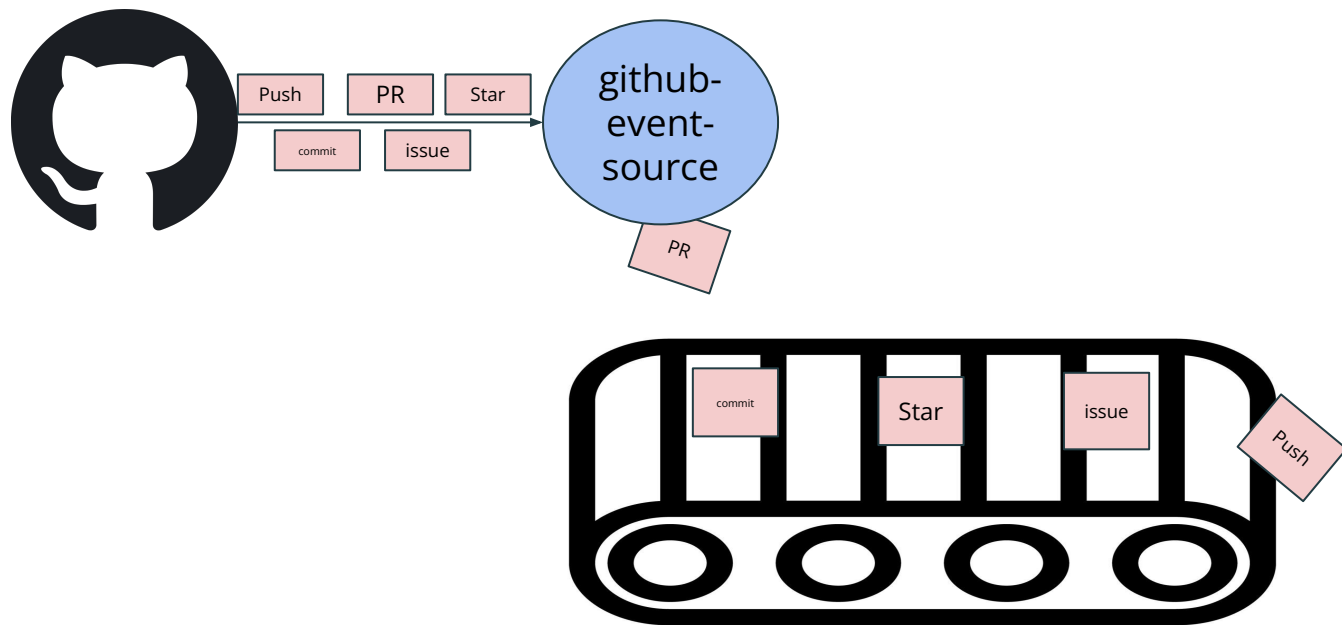 Push
PR
Star
commit
issue
github-
event-
source
PR
commit
Star
issue
Push